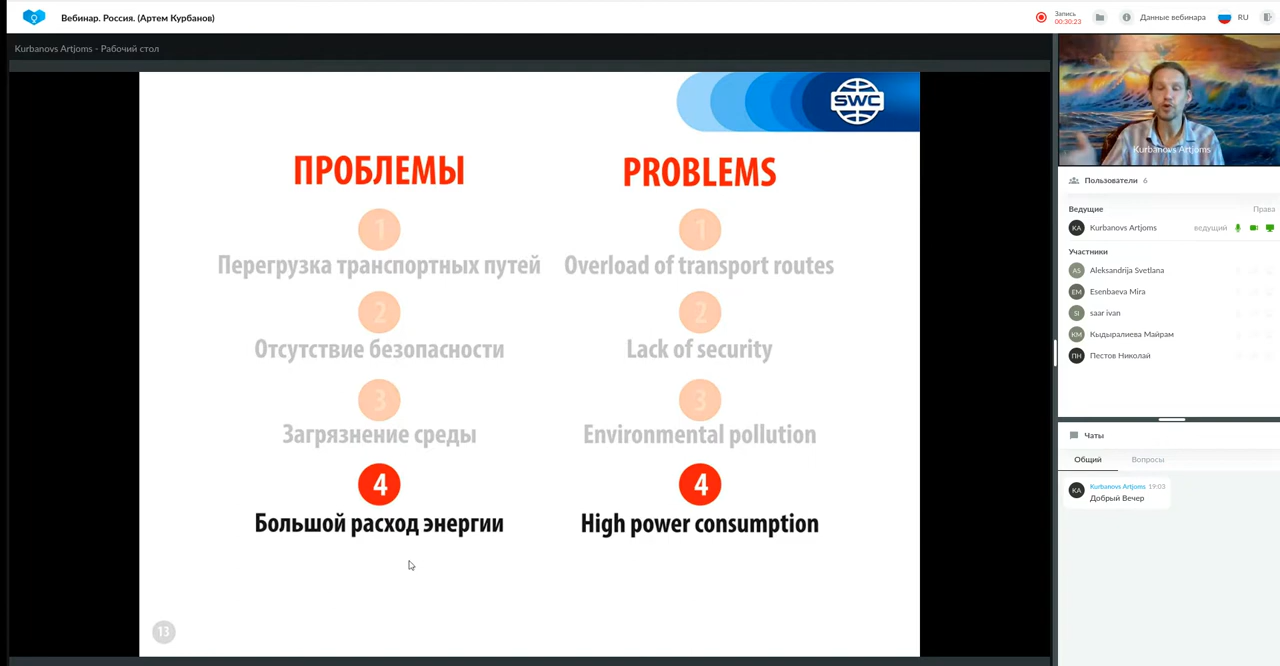 Вебинар. Россия. (Артем Курбанов)
Запись
00:30:23
Данные вебинара
RU
Kurbanovs Artjoms - Рабочий стол
SWC
ПРОБЛЕМЫ
PROBLEMS
1
1
Перегрузка транспортных путей
Overload of transport routes
2
2
Отсутствие безопасности
Lack of security
3
3
Загрязнение среды
Environmental pollution
4
4
Большой расход энергии
High power consumption
13
Kurbanovs Artjoms
Пользователи 6
Ведущие
Права
KA Kurbanovs Artjoms ведущий
Участники
AS Aleksandrija Svetlana
EM Esenbaeva Mira
SI saar ivan
КМ Кыдыралиева Майрам
ПН Пестов Николай
Чаты
Общий
Вопросы
KA Kurbanovs Artjoms 19:03
Добрый Вечер